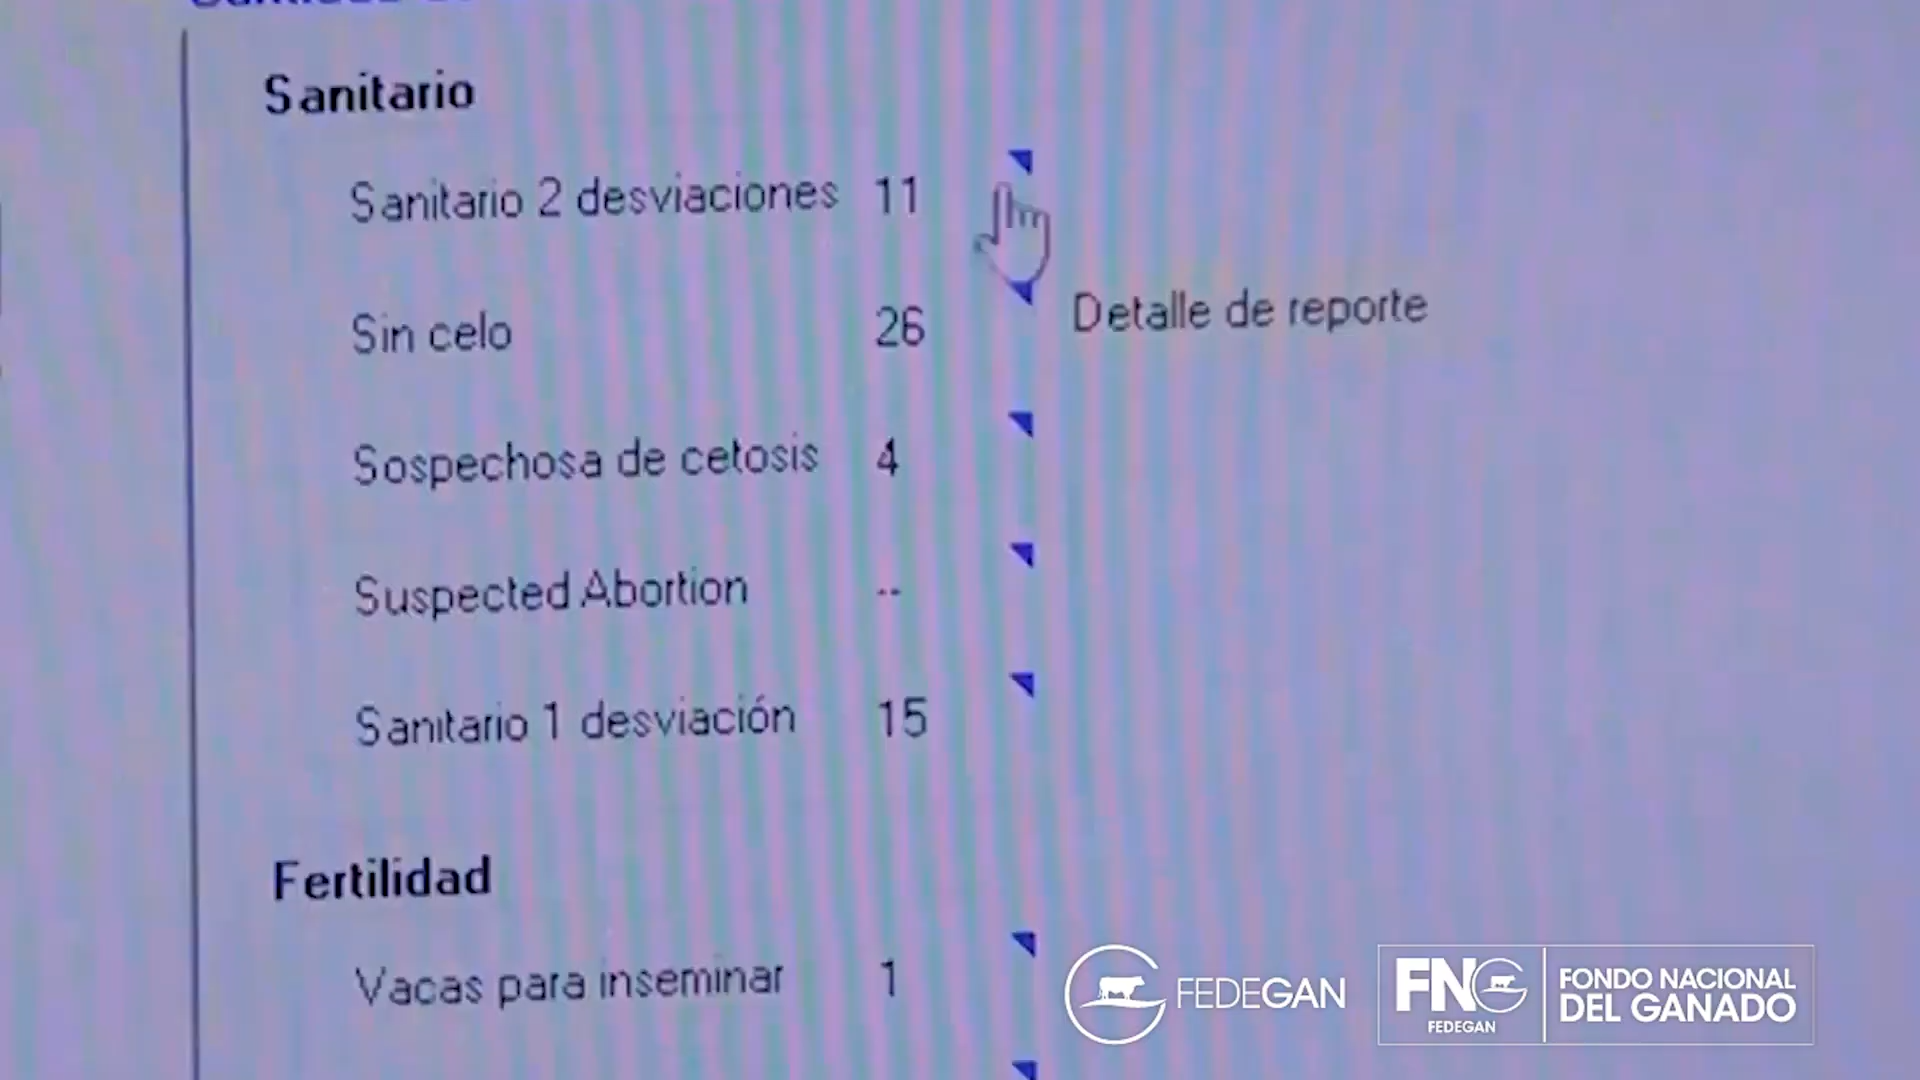 Sanitario
Sanitario 2 desviaciones 11
Sin celo 26
Detalle de reporte
Sospechosa de cetosis 4
Suspected Abortion --
Sanitario 1 desviación 15
Fertilidad
Vacas para inseminar 1
FEDEGAN
FNG
FEDEGAN
FONDO NACIONAL
DEL GANADO